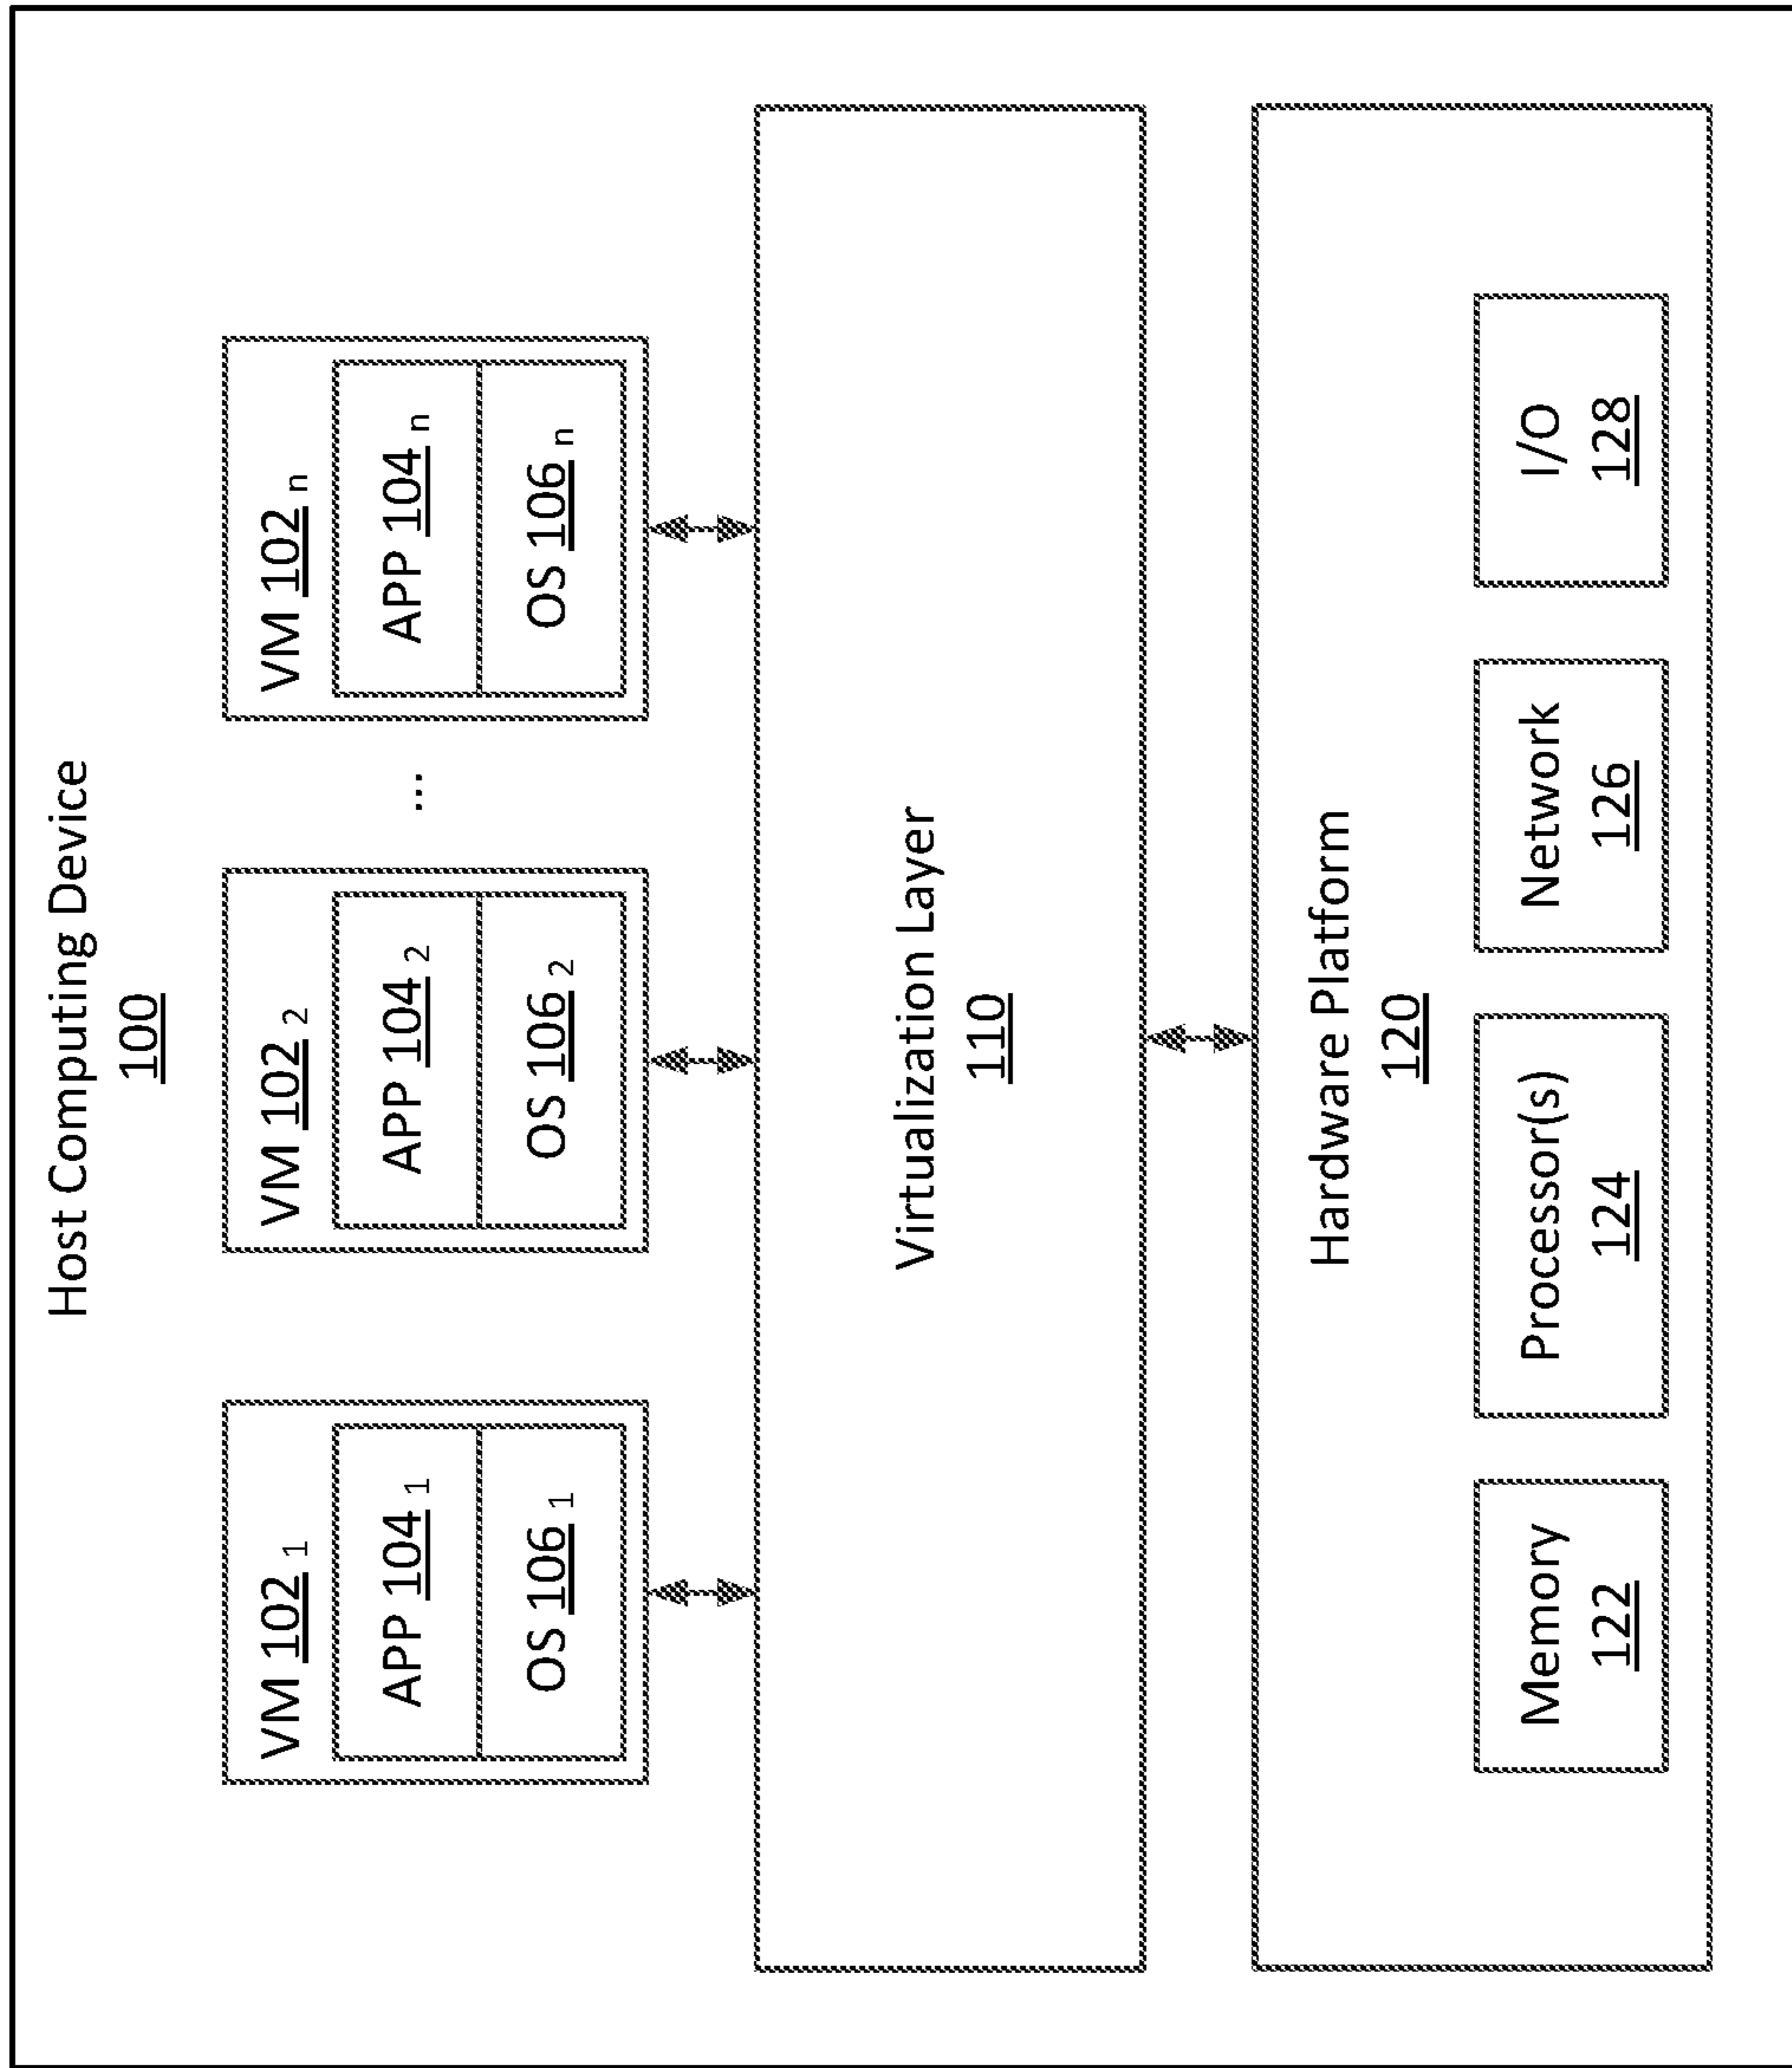 Host Computing Device
100
VM 102 1
APP 104 1
OS 106 1
VM 102 2
APP 104 2
OS 106 2
...
VM 102 n
APP 104 n
OS 106 n
Virtualization Layer
110
Hardware Platform
120
Memory
122
Processor(s)
124
Network
126
I/O
128